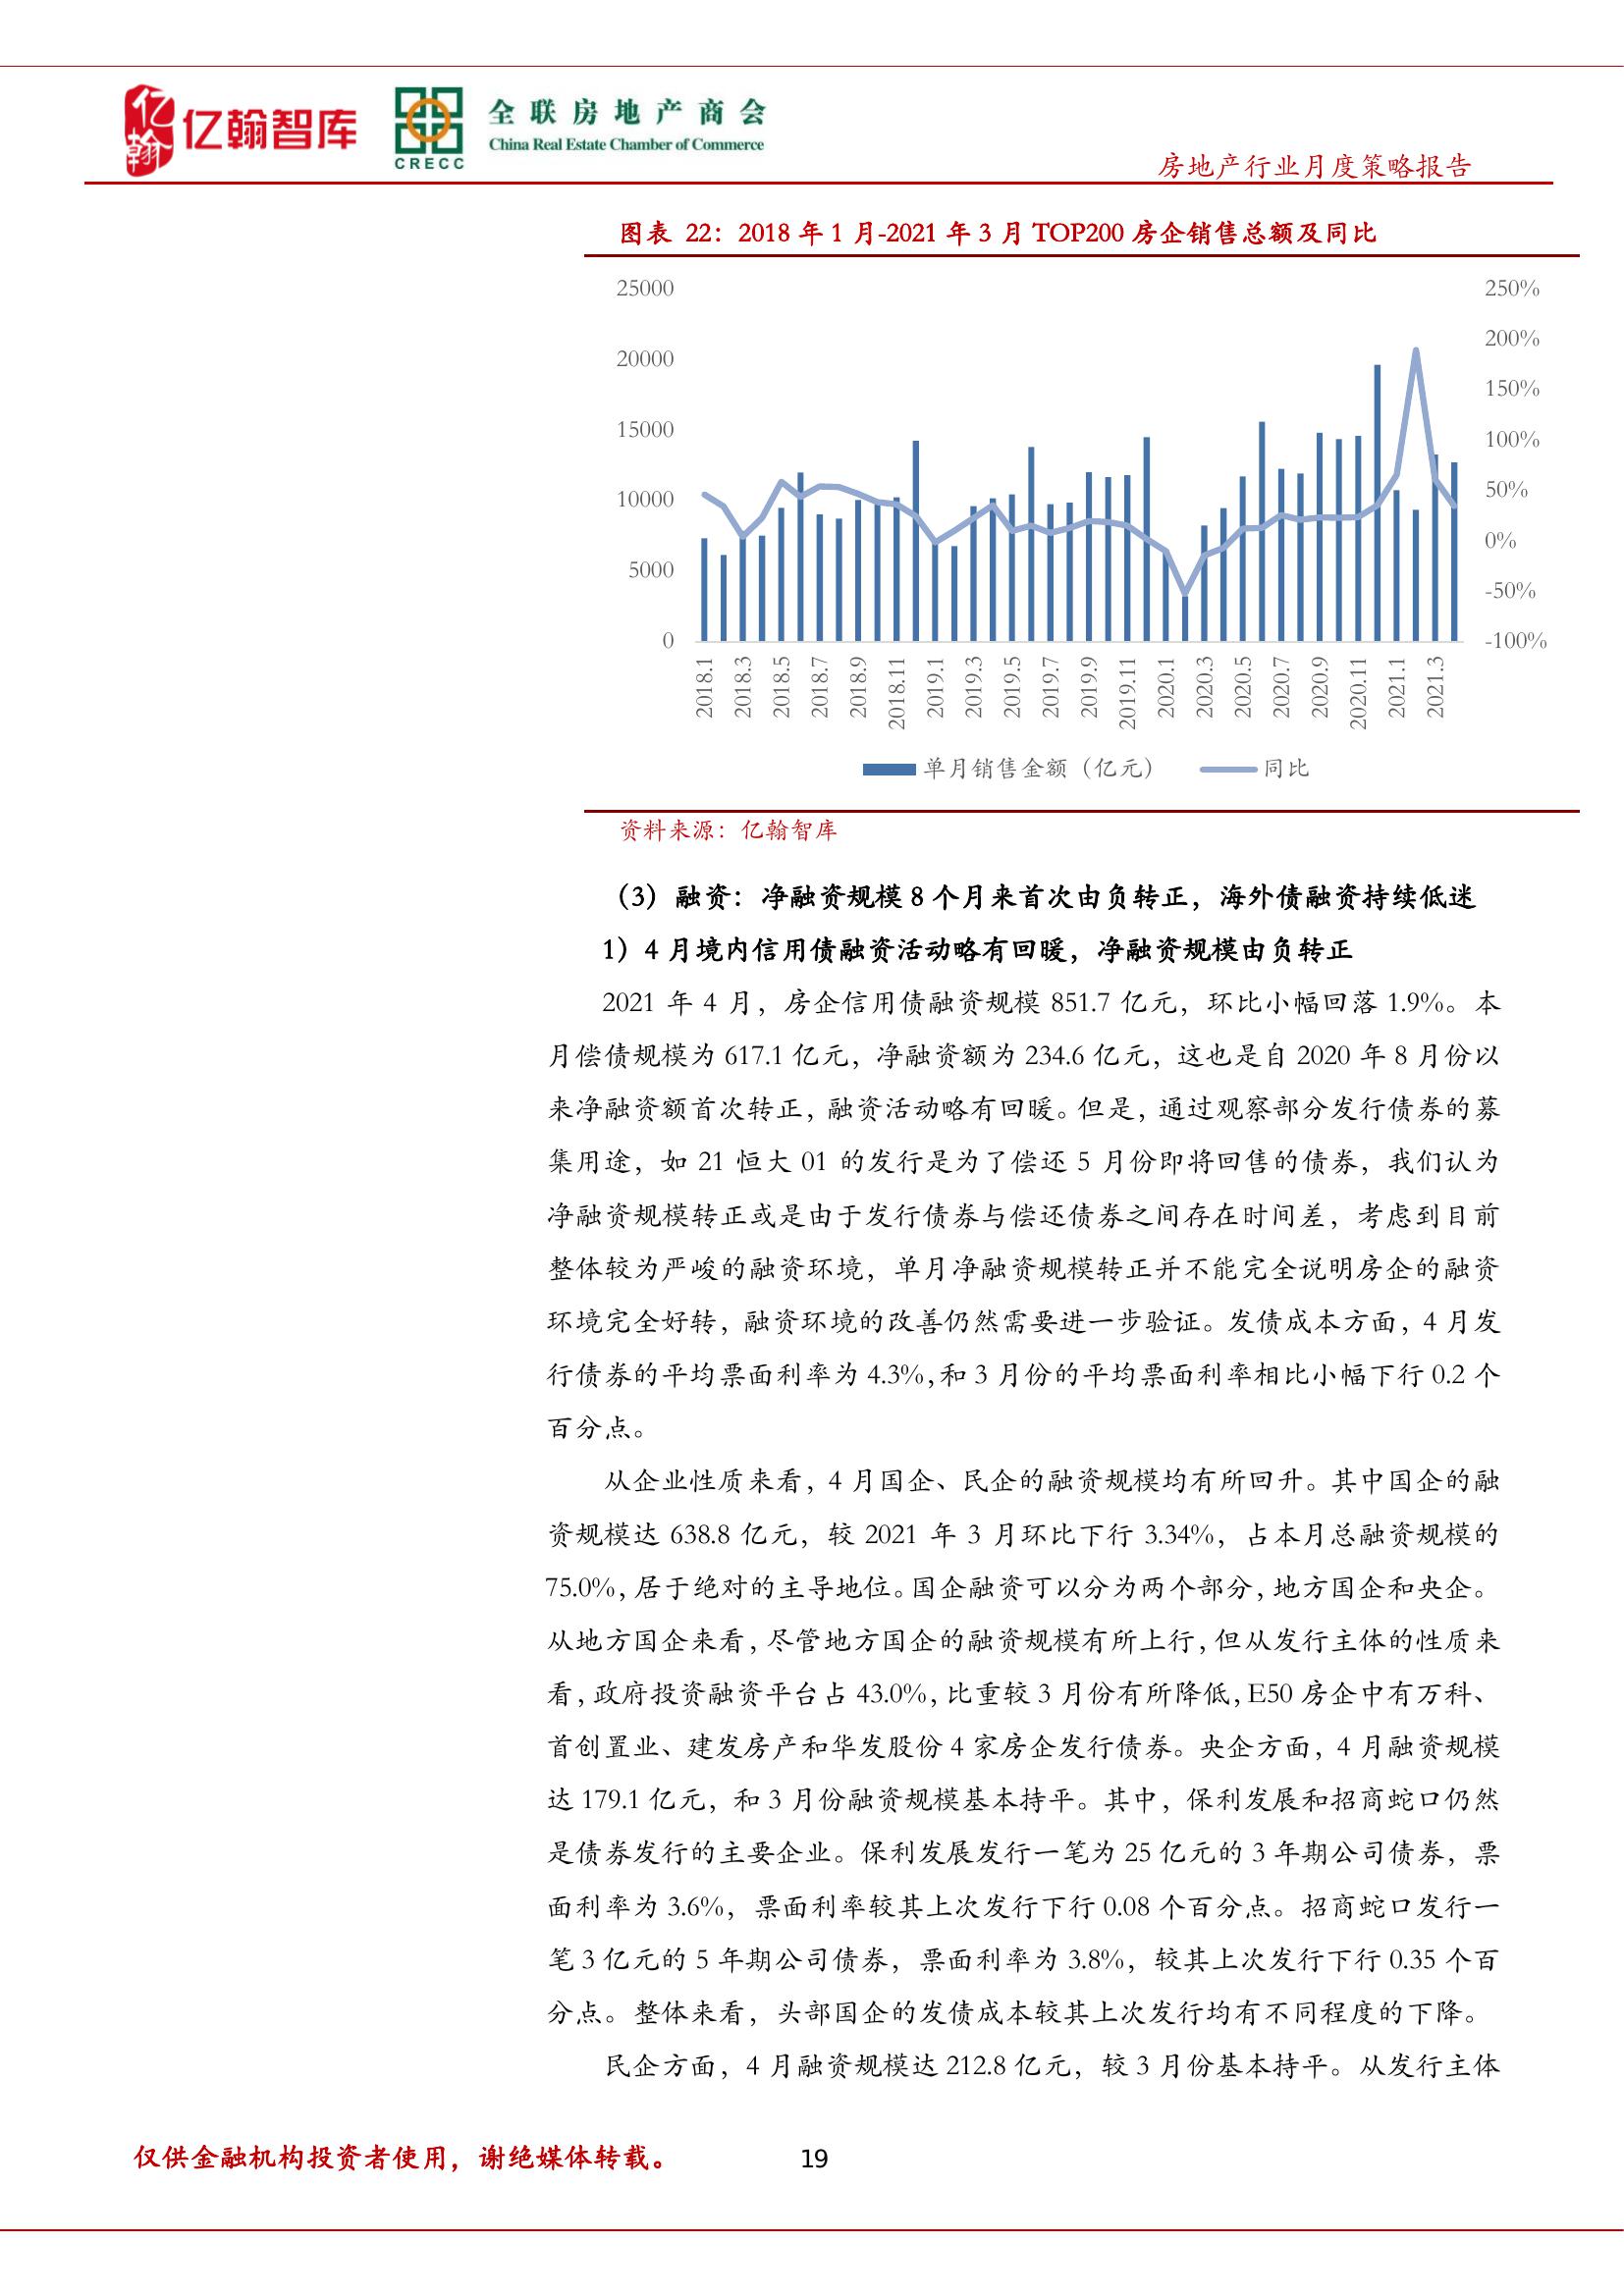 亿翰
亿翰智库
CRECC
全联房地产商会
China Real Estate Chamber of Commerce
房地产行业月度策略报告
图表 22：2018 年 1 月-2021 年 3 月 TOP200 房企销售总额及同比
25000
20000
15000
10000
5000
0
250%
200%
150%
100%
50%
0%
-50%
-100%
2018.1
2018.3
2018.5
2018.7
2018.9
2018.11
2019.1
2019.3
2019.5
2019.7
2019.9
2019.11
2020.1
2020.3
2020.5
2020.7
2020.9
2020.11
2021.1
2021.3
单月销售金额（亿元）
同比
资料来源：亿翰智库
（3）融资：净融资规模 8 个月来首次由负转正，海外债融资持续低迷
1）4 月境内信用债融资活动略有回暖，净融资规模由负转正
2021 年 4 月，房企信用债融资规模 851.7 亿元，环比小幅回落 1.9%。本
月偿债规模为 617.1 亿元，净融资额为 234.6 亿元，这也是自 2020 年 8 月份以
来净融资额首次转正，融资活动略有回暖。但是，通过观察部分发行债券的募
集用途，如 21 恒大 01 的发行是为了偿还 5 月份即将回售的债券，我们认为
净融资规模转正或是由于发行债券与偿还债券之间存在时间差，考虑到目前
整体较为严峻的融资环境，单月净融资规模转正并不能完全说明房企的融资
环境完全好转，融资环境的改善仍然需要进一步验证。发债成本方面，4 月发
行债券的平均票面利率为 4.3%，和 3 月份的平均票面利率相比小幅下行 0.2 个
百分点。
从企业性质来看，4 月国企、民企的融资规模均有所回升。其中国企的融
资规模达 638.8 亿元，较 2021 年 3 月环比下行 3.34%，占本月总融资规模的
75.0%，居于绝对的主导地位。国企融资可以分为两个部分，地方国企和央企。
从地方国企来看，尽管地方国企的融资规模有所上行，但从发行主体的性质来
看，政府投资融资平台占 43.0%，比重较 3 月份有所降低，E50 房企中有万科、
首创置业、建发房产和华发股份 4 家房企发行债券。央企方面，4 月融资规模
达 179.1 亿元，和 3 月份融资规模基本持平。其中，保利发展和招商蛇口仍然
是债券发行的主要企业。保利发展发行一笔为 25 亿元的 3 年期公司债券，票
面利率为 3.6%，票面利率较其上次发行下行 0.08 个百分点。招商蛇口发行一
笔 3 亿元的 5 年期公司债券，票面利率为 3.8%，较其上次发行下行 0.35 个百
分点。整体来看，头部国企的发债成本较其上次发行均有不同程度的下降。
民企方面，4 月融资规模达 212.8 亿元，较 3 月份基本持平。从发行主体
仅供金融机构投资者使用，谢绝媒体转载。
19